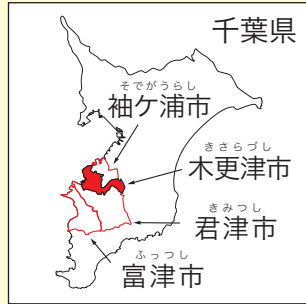 千葉県
そでがうらし
袖ケ浦市
きさらづし
木更津市
きみつし
君津市
ふっつし
富津市